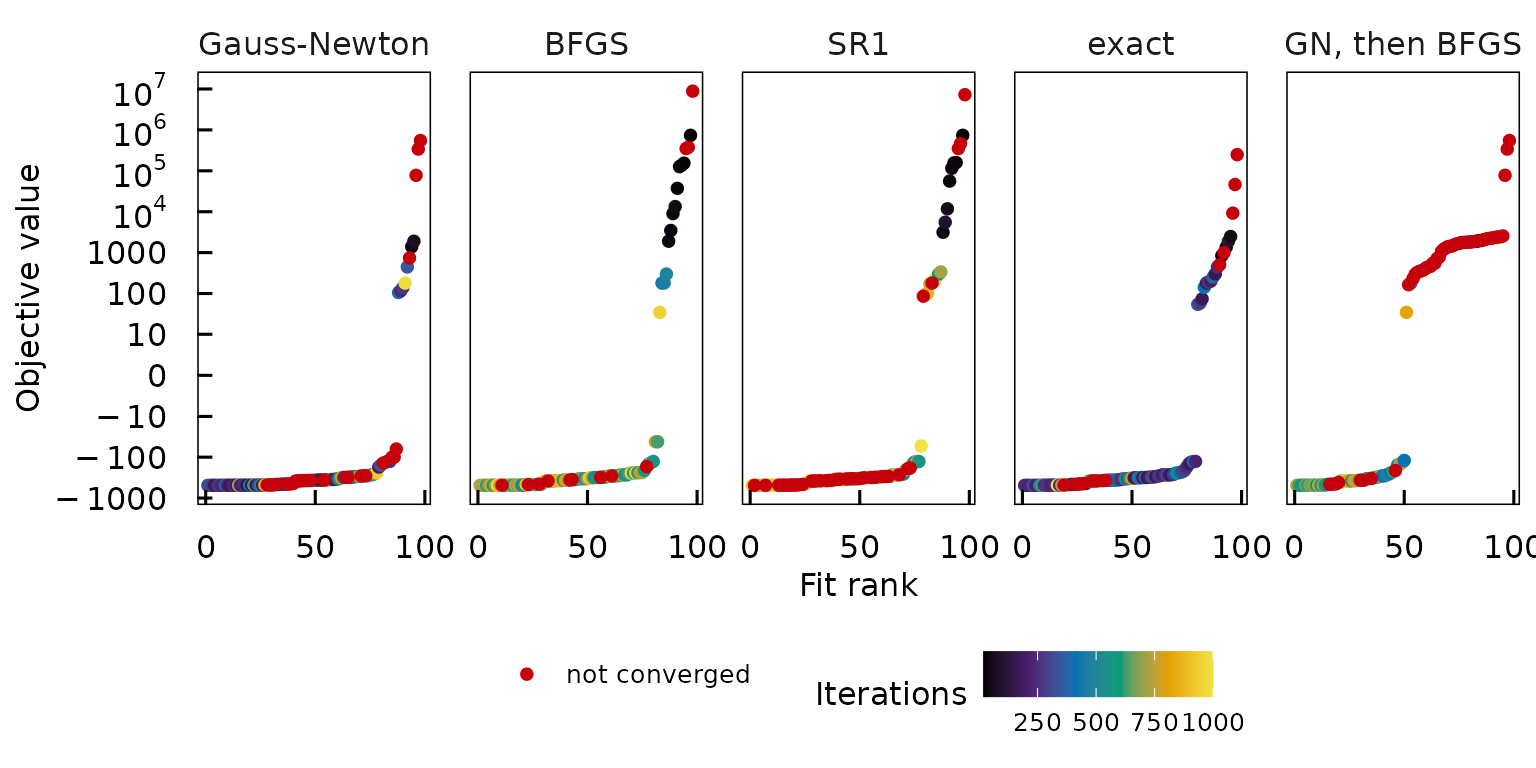 Gauss-Newton BFGS SR1 exact GN, then BFGS
Objective value
10⁷
10⁶
10⁵
10⁴
1000
100
10
0
−10
−100
−1000
0 50 100 0 50 100 0 50 100 0 50 100 0 50 100
Fit rank
not converged
Iterations
250 500 750 1000